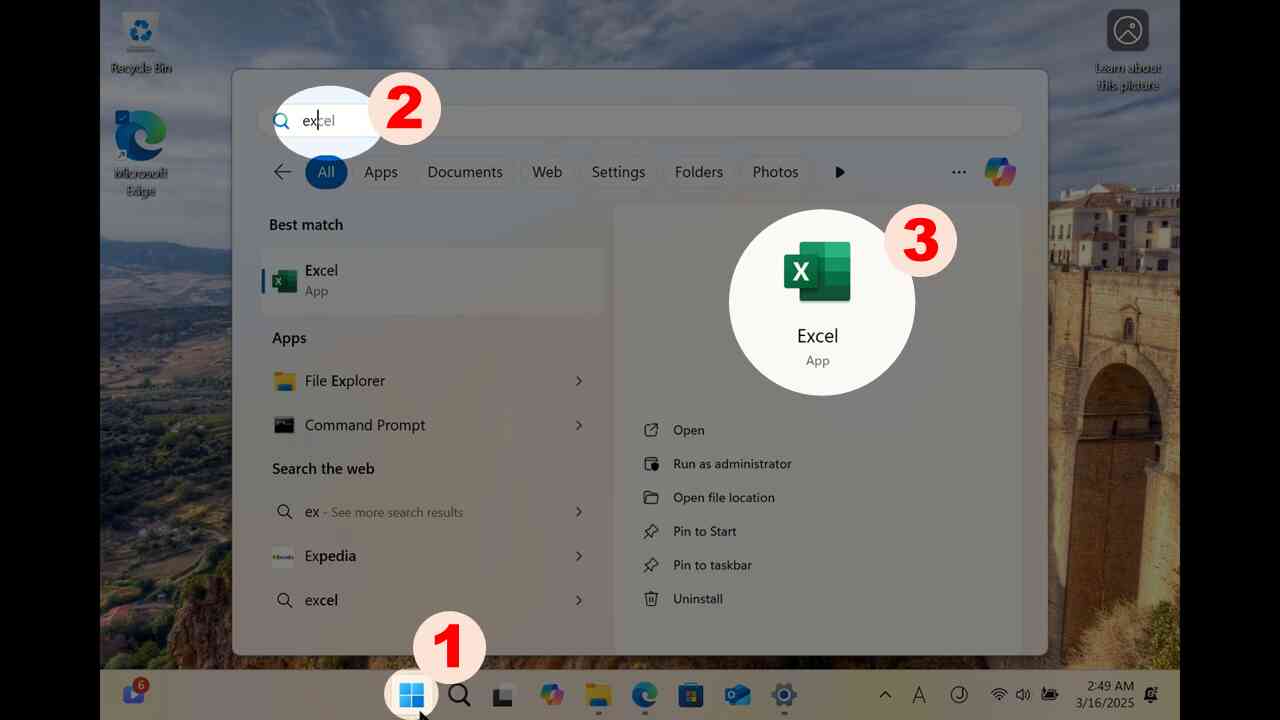 Recycle Bin
Microsoft
Edge
Learn about
this picture
excel
2
All Apps Documents Web Settings Folders Photos
Best match
Excel
App
Apps
File Explorer
Command Prompt
Search the web
ex - See more search results
Expedia
excel
3
X
Excel
App
Open
Run as administrator
Open file location
Pin to Start
Pin to taskbar
Uninstall
1
6
A
2:49 AM
3/16/2025